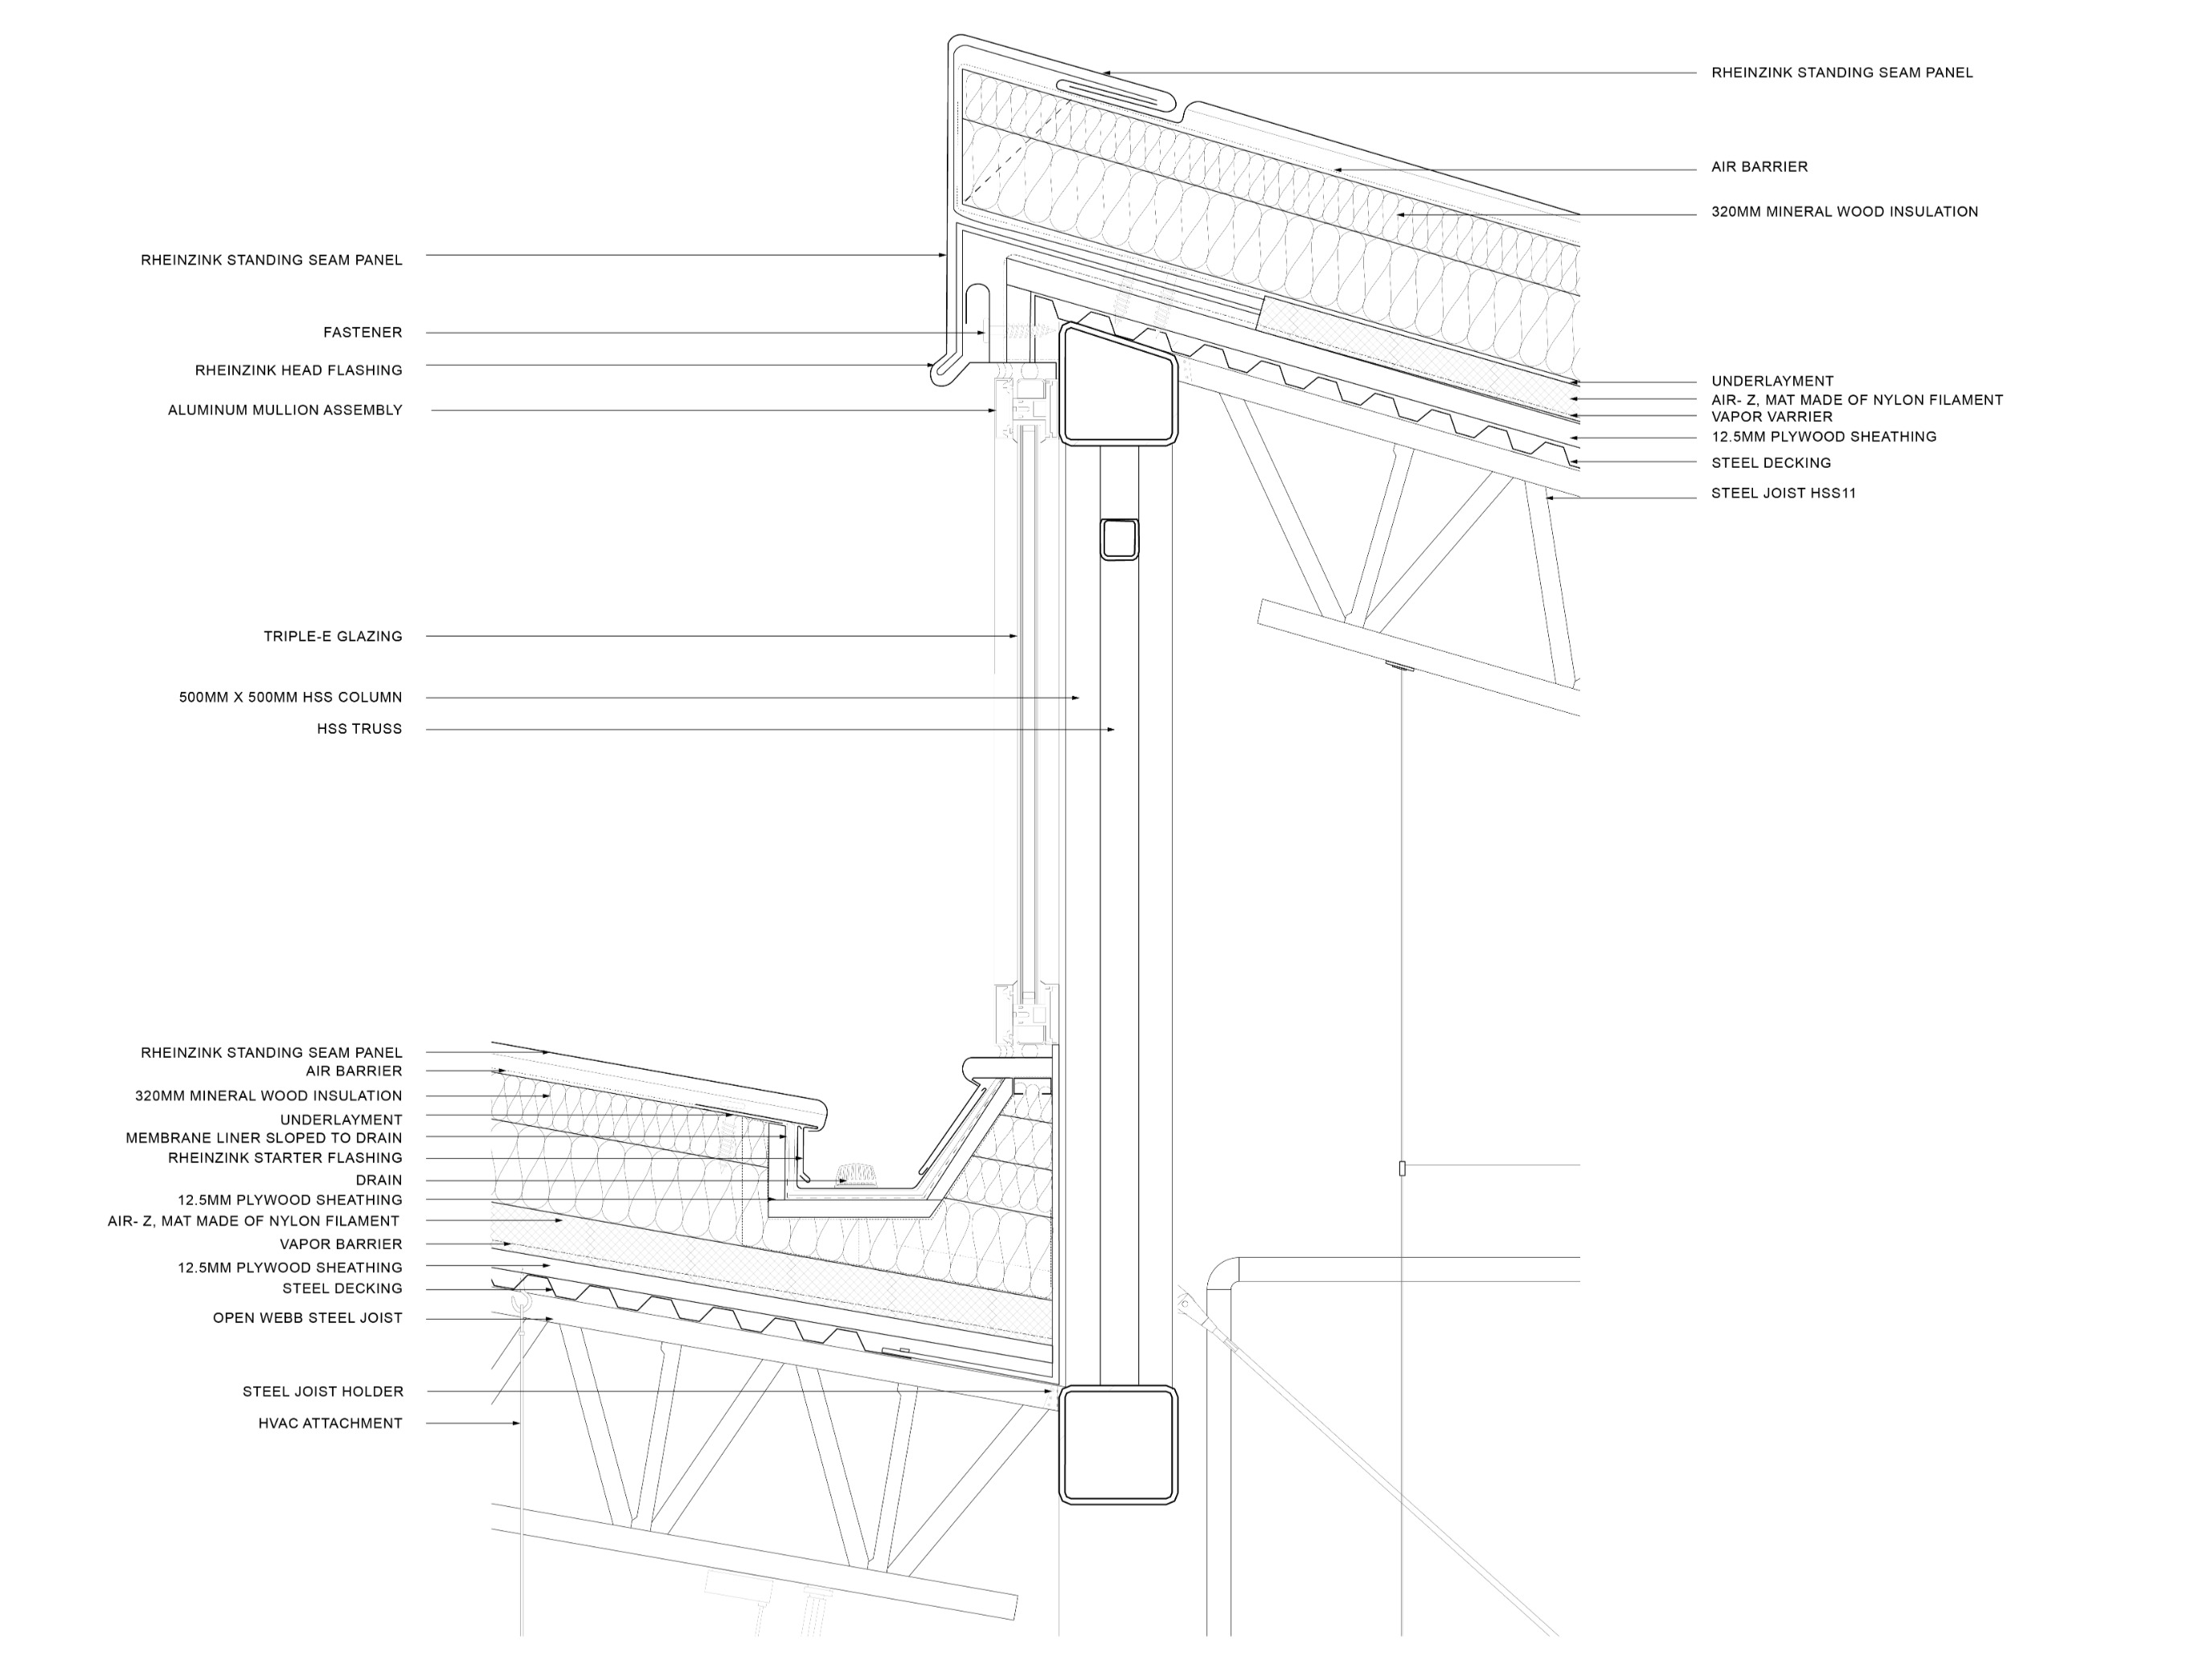 RHEINZINK STANDING SEAM PANEL
AIR BARRIER
320MM MINERAL WOOD INSULATION
UNDERLAYMENT
AIR- Z, MAT MADE OF NYLON FILAMENT
VAPOR VARRIER
12.5MM PLYWOOD SHEATHING
STEEL DECKING
STEEL JOIST HSS11
RHEINZINK STANDING SEAM PANEL
FASTENER
RHEINZINK HEAD FLASHING
ALUMINUM MULLION ASSEMBLY
TRIPLE-E GLAZING
500MM X 500MM HSS COLUMN
HSS TRUSS
RHEINZINK STANDING SEAM PANEL
AIR BARRIER
320MM MINERAL WOOD INSULATION
UNDERLAYMENT
MEMBRANE LINER SLOPED TO DRAIN
RHEINZINK STARTER FLASHING
DRAIN
12.5MM PLYWOOD SHEATHING
AIR- Z, MAT MADE OF NYLON FILAMENT
VAPOR BARRIER
12.5MM PLYWOOD SHEATHING
STEEL DECKING
OPEN WEBB STEEL JOIST
STEEL JOIST HOLDER
HVAC ATTACHMENT